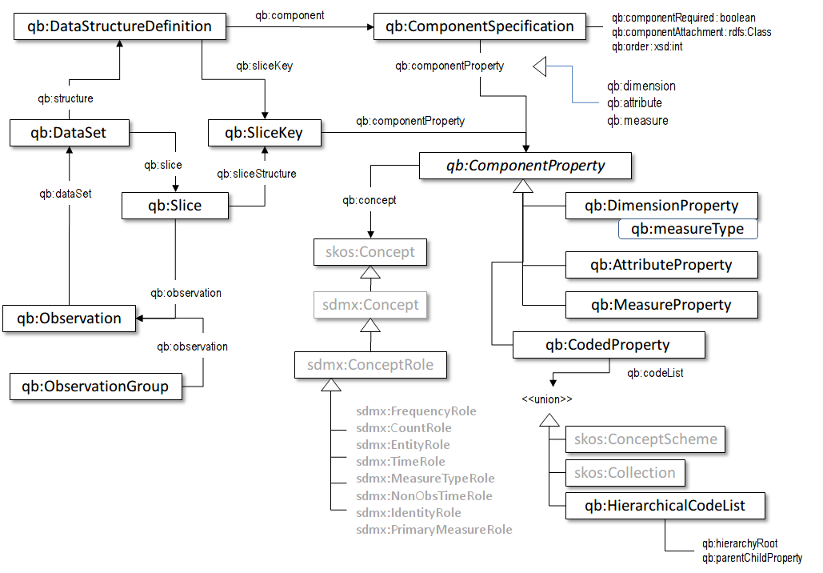 qb:component
qb:DataStructureDefinition
qb:ComponentSpecification
qb:componentRequired : boolean
qb:componentAttachment : rdfs:Class
qb:order : xsd:int
qb:sliceKey
qb:componentProperty
qb:dimension
qb:attribute
qb:measure
qb:structure
qb:DataSet
qb:SliceKey
qb:componentProperty
qb:slice
qb:sliceStructure
qb:ComponentProperty
qb:dataSet
qb:Slice
qb:concept
qb:DimensionProperty
qb:measureType
skos:Concept
qb:AttributeProperty
qb:observation
sdmx:Concept
qb:MeasureProperty
qb:Observation
qb:observation
qb:CodedProperty
sdmx:ConceptRole
qb:codeList
qb:ObservationGroup
<<union>>
sdmx:FrequencyRole
sdmx:CountRole
sdmx:EntityRole
sdmx:TimeRole
sdmx:MeasureTypeRole
sdmx:NonObsTimeRole
sdmx:IdentityRole
sdmx:PrimaryMeasureRole
skos:ConceptScheme
skos:Collection
qb:HierarchicalCodeList
qb:hierarchyRoot
qb:parentChildProperty